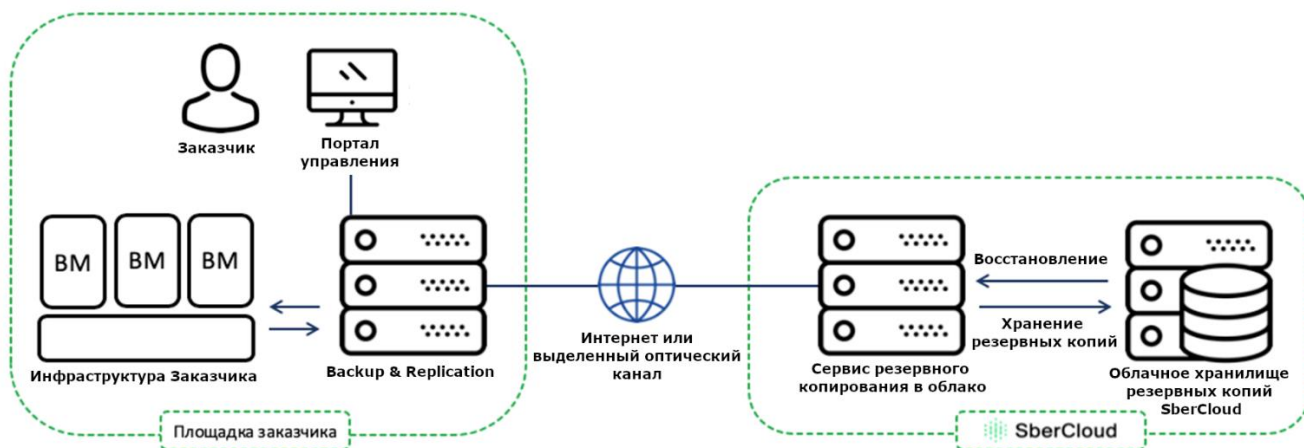 Заказчик
Портал
управления
ВМ
ВМ
ВМ
Инфраструктура Заказчика
Backup & Replication
Площадка заказчика
Интернет или
выделенный оптический
канал
Сервис резервного
копирования в облако
Восстановление
Хранение
резервных копий
Облачное хранилище
резервных копий
SberCloud
SberCloud